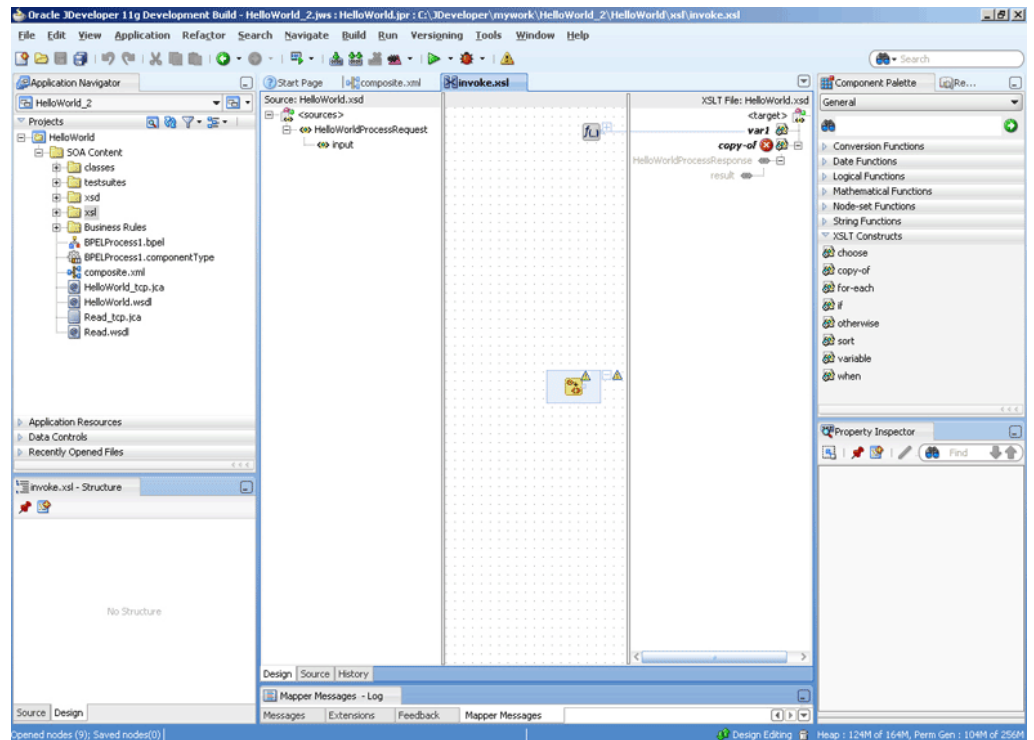 Oracle JDeveloper 11g Development Build - HelloWorld_2.jws : HelloWorld.jpr : C:\JDeveloper\mywork\HelloWorld_2\HelloWorld\xsl\invoke.xsl
File Edit View Application Refactor Search Navigate Build Run Versioning Tools Window Help
Search
Application Navigator
HelloWorld_2
Projects
HelloWorld
SOA Content
classes
testsuites
xsd
xsl
Business Rules
BPELProcess1.bpel
BPELProcess1.componentType
composite.xml
HelloWorld_tcp.jca
HelloWorld.wsdl
Read_tcp.jca
Read.wsdl
Application Resources
Data Controls
Recently Opened Files
invoke.xsl - Structure
No Structure
Source Design
Start Page composite.xml invoke.xsl
Source: HelloWorld.xsd
<sources>
HelloWorldProcessRequest
input
XSLT File: HelloWorld.xsd
<target>
var1
copy-of
HelloWorldProcessResponse
result
Design Source History
Mapper Messages - Log
Messages Extensions Feedback Mapper Messages
Component Palette Re...
General
Conversion Functions
Date Functions
Logical Functions
Mathematical Functions
Node-set Functions
String Functions
XSLT Constructs
choose
copy-of
for-each
if
otherwise
sort
variable
when
Property Inspector
Find
Opened nodes (9); Saved nodes(0)
Design Editing
Heap : 124M of 164M, Perm Gen : 104M of 256M